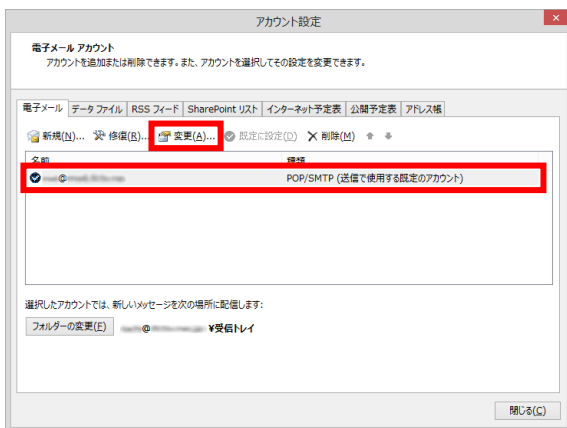 アカウント設定
電子メール アカウント
アカウントを追加または削除できます。また、アカウントを選択してその設定を変更できます。
電子メール データ ファイル RSS フィード SharePoint リスト インターネット予定表 公開予定表 アドレス帳
新規(N)... 修復(R)... 変更(A)... 既定に設定(D) 削除(M)
名前 種類
@ POP/SMTP (送信で使用する既定のアカウント)
選択したアカウントでは、新しいメッセージを次の場所に配信します:
フォルダーの変更(F) @ ¥受信トレイ
閉じる(C)